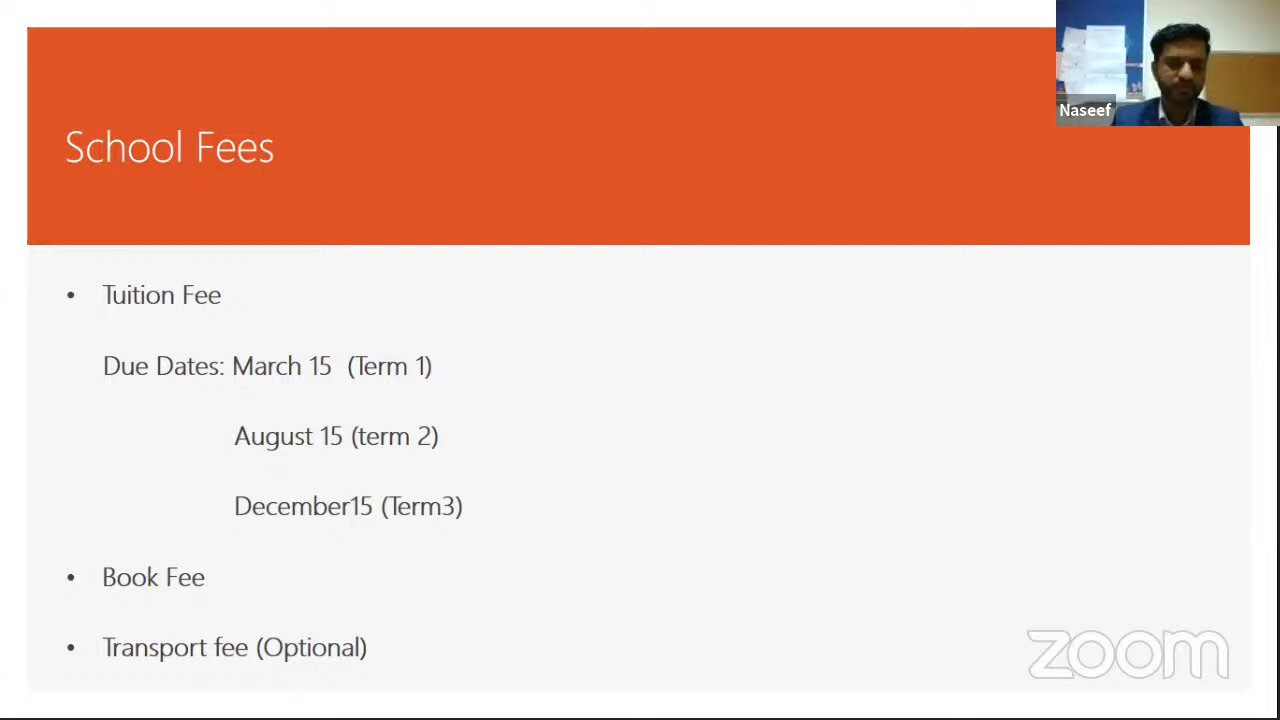 Naseef
School Fees
• Tuition Fee
Due Dates: March 15 (Term 1)
August 15 (term 2)
December15 (Term3)
• Book Fee
• Transport fee (Optional)
zoom